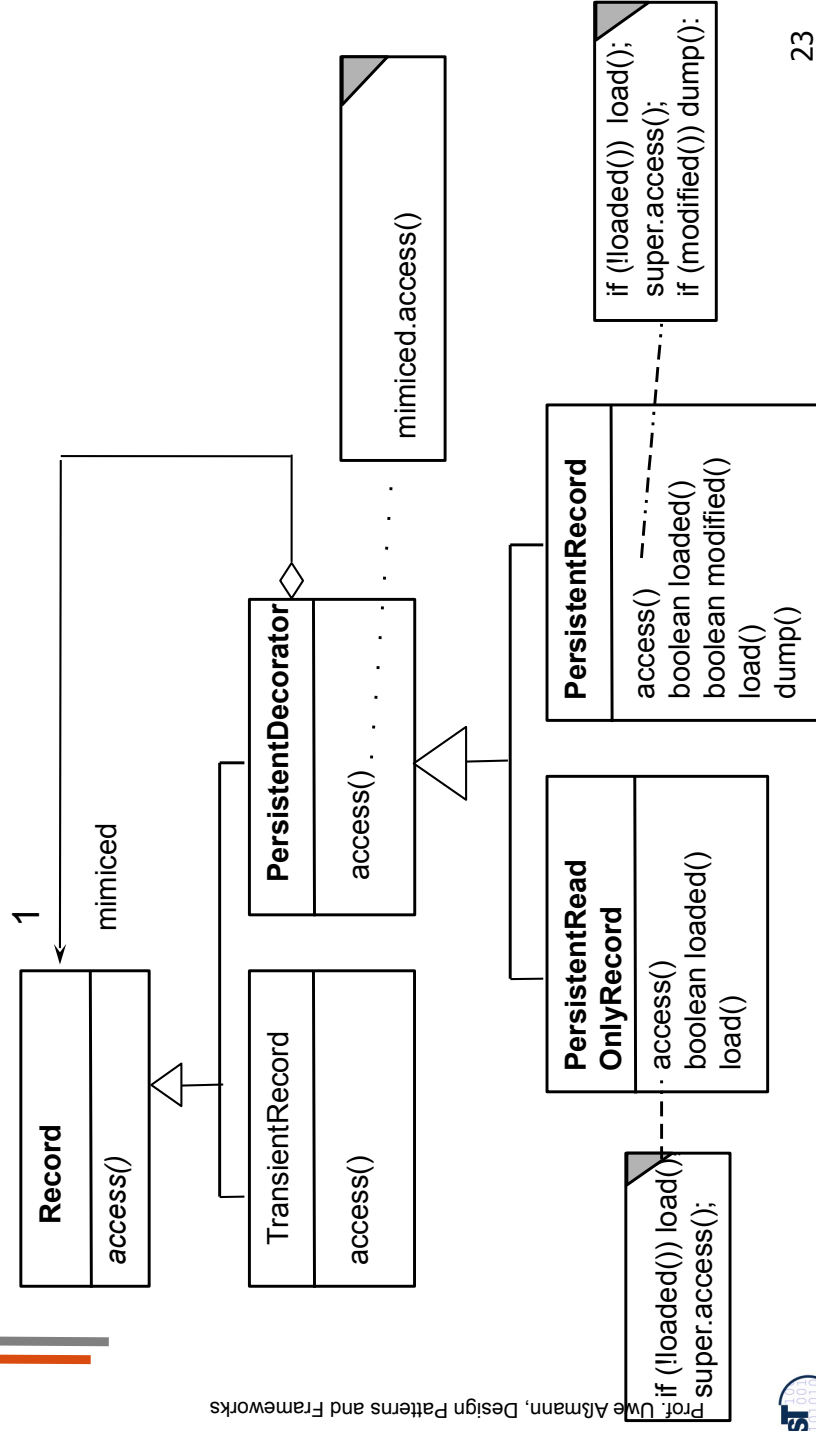 Record
access()
1
mimiced
TransientRecord
access()
PersistentDecorator
access()
mimiced.access()
PersistentRead
OnlyRecord
access()
boolean loaded()
load()
PersistentRecord
access()
boolean loaded()
boolean modified()
load()
dump()
if (!loaded()) load();
super.access();
if (!loaded()) load();
super.access();
if (modified()) dump():
Prof. Uwe Aßmann, Design Patterns and Frameworks
23